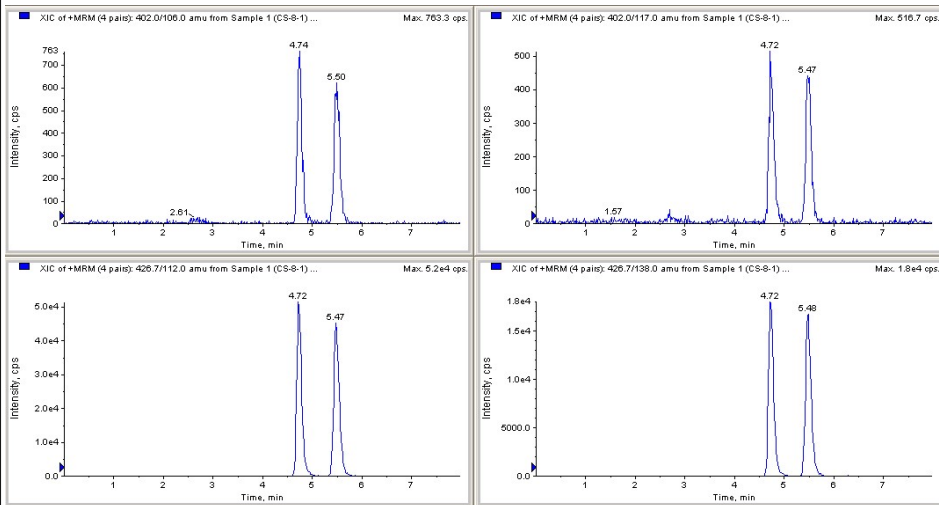 XIC of +MRM (4 pairs): 402.0/106.0 amu from Sample 1 (CS-8-1) ... Max. 763.3 cps.
763
700
600
500
400
300
200
100
0
Intensity, cps
2.61
4.74
5.50
1 2 3 4 5 6 7
Time, min
XIC of +MRM (4 pairs): 402.0/117.0 amu from Sample 1 (CS-8-1) ... Max. 516.7 cps.
500
400
300
200
100
0
Intensity, cps
1.57
4.72
5.47
1 2 3 4 5 6 7
Time, min
XIC of +MRM (4 pairs): 426.7/112.0 amu from Sample 1 (CS-8-1) ... Max. 5.2e4 cps.
5.0e4
4.0e4
3.0e4
2.0e4
1.0e4
0.0
Intensity, cps
4.72
5.47
1 2 3 4 5 6 7
Time, min
XIC of +MRM (4 pairs): 426.7/138.0 amu from Sample 1 (CS-8-1) ... Max. 1.8e4 cps.
1.8e4
1.5e4
1.0e4
5000.0
0.0
Intensity, cps
4.72
5.48
1 2 3 4 5 6 7
Time, min